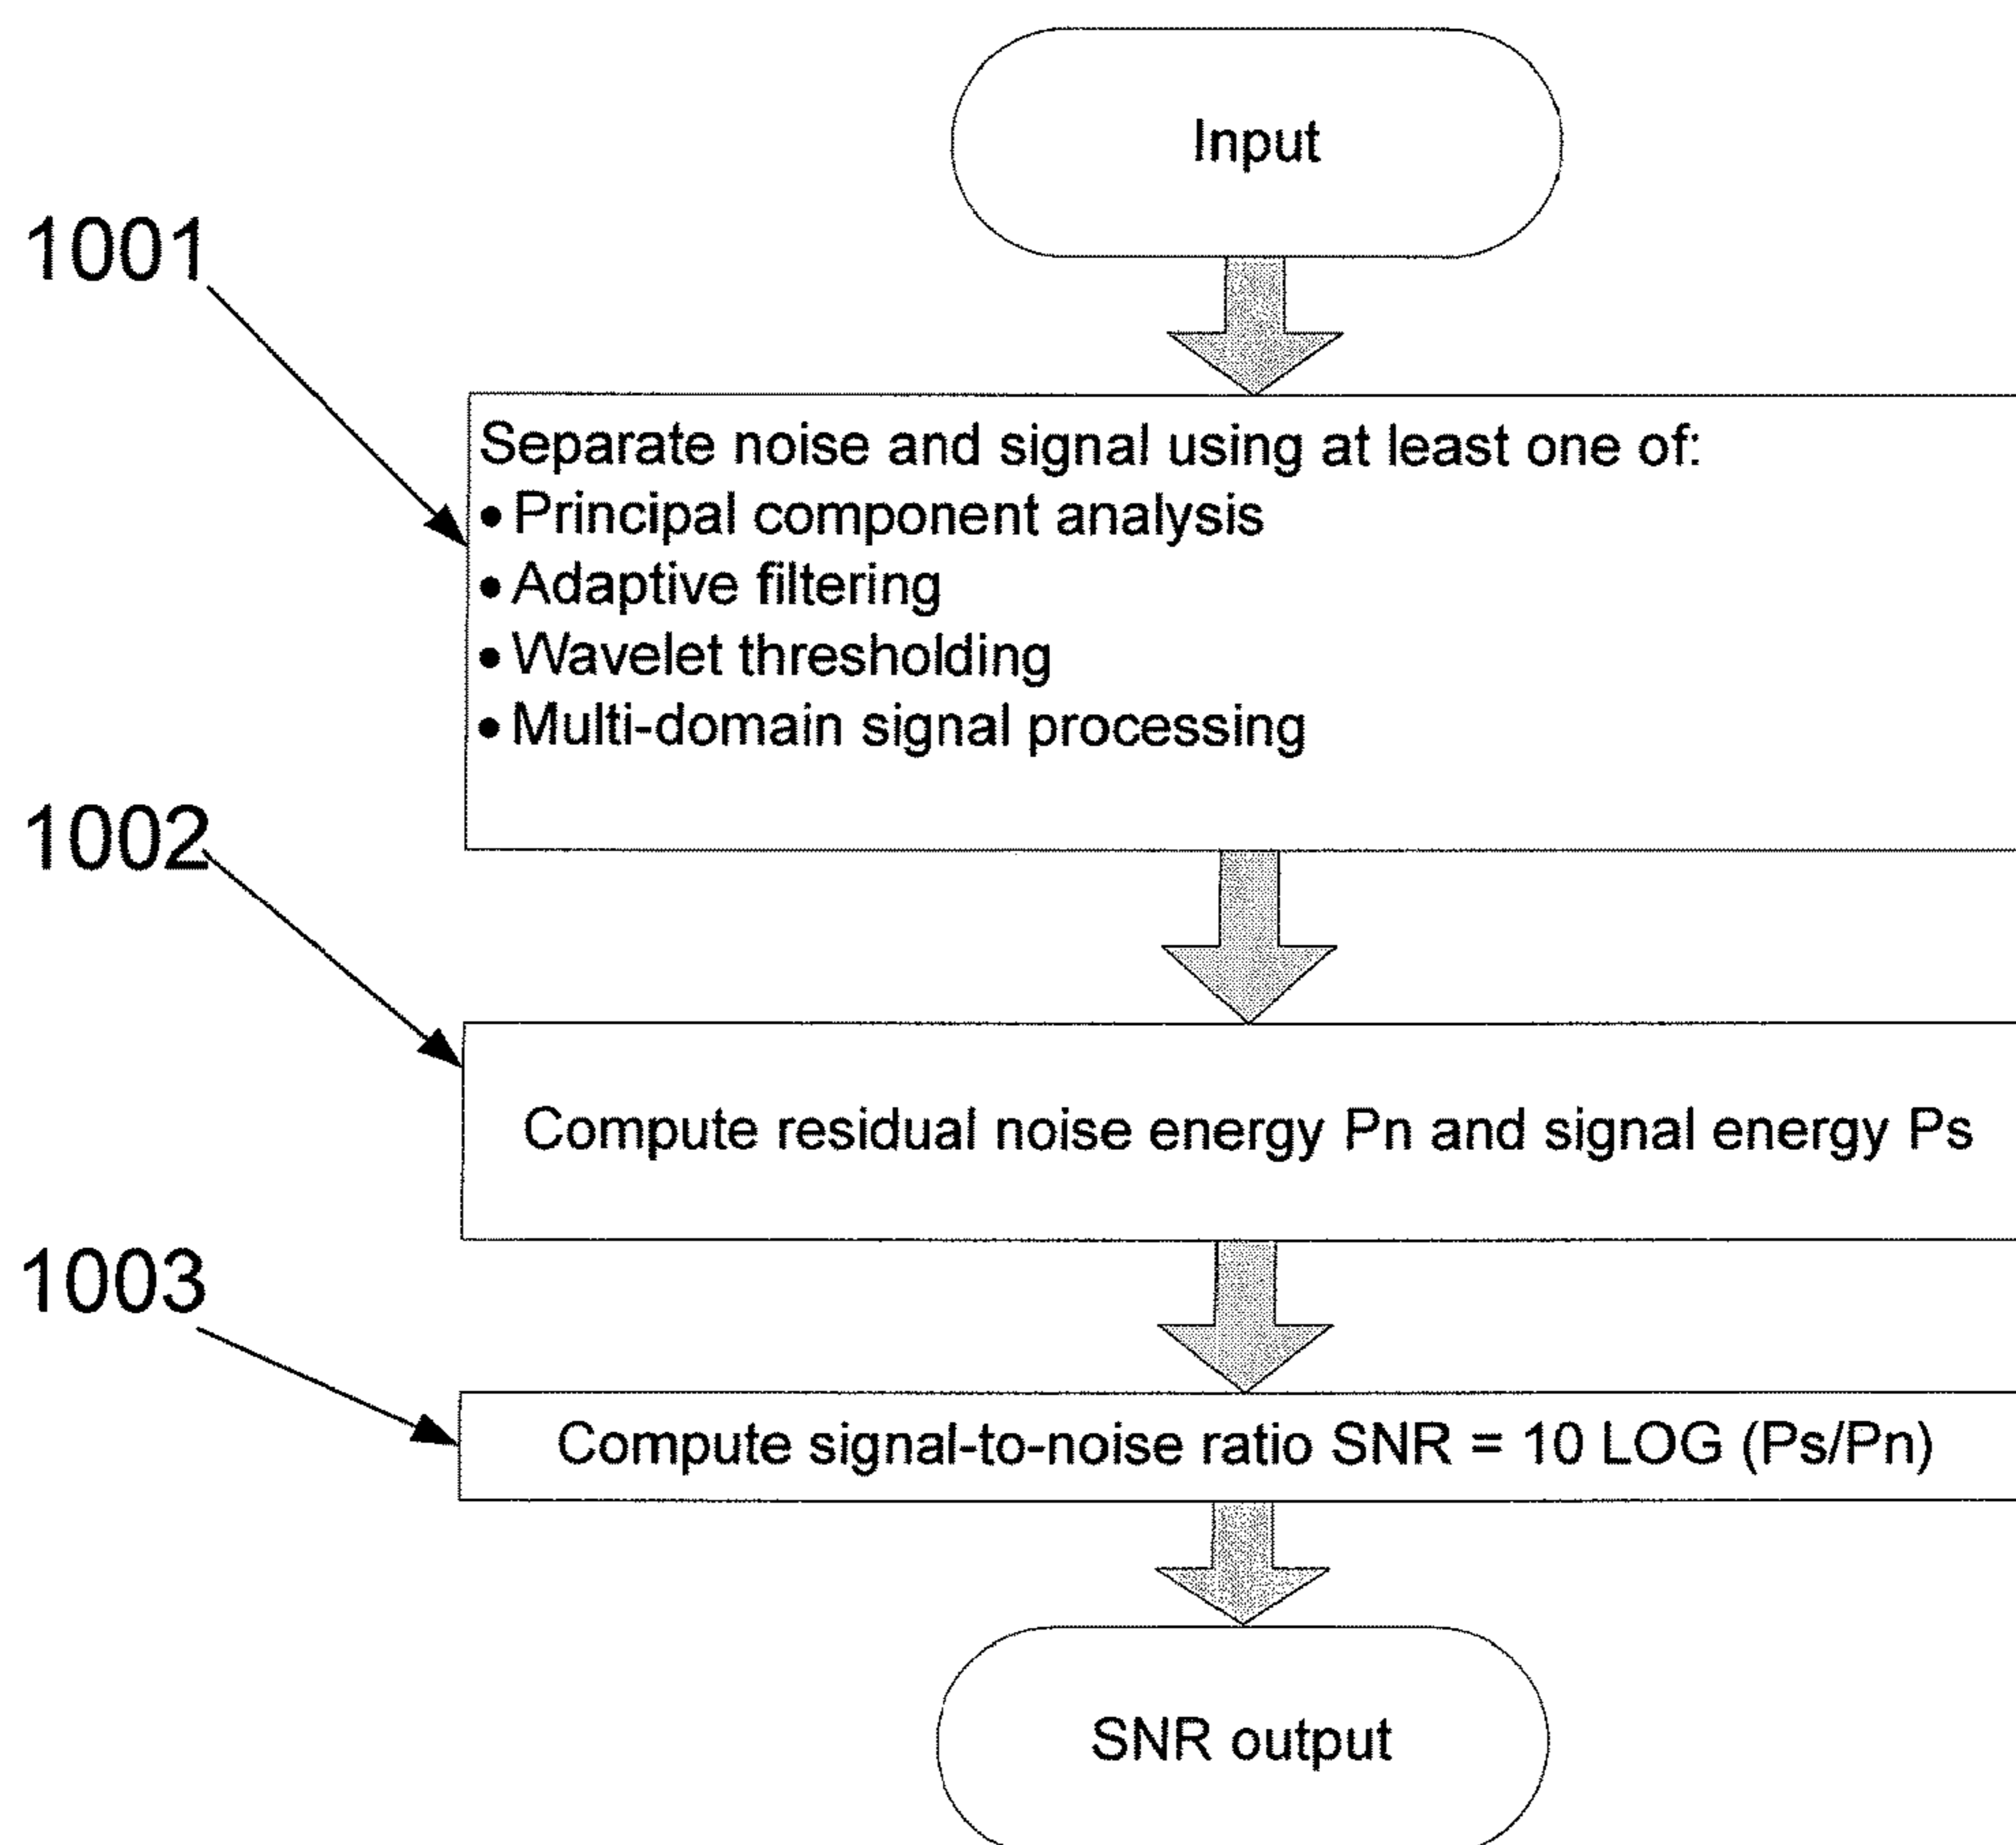 Input
1001
Separate noise and signal using at least one of:
• Principal component analysis
• Adaptive filtering
• Wavelet thresholding
• Multi-domain signal processing
1002
Compute residual noise energy Pn and signal energy Ps
1003
Compute signal-to-noise ratio SNR = 10 LOG (Ps/Pn)
SNR output